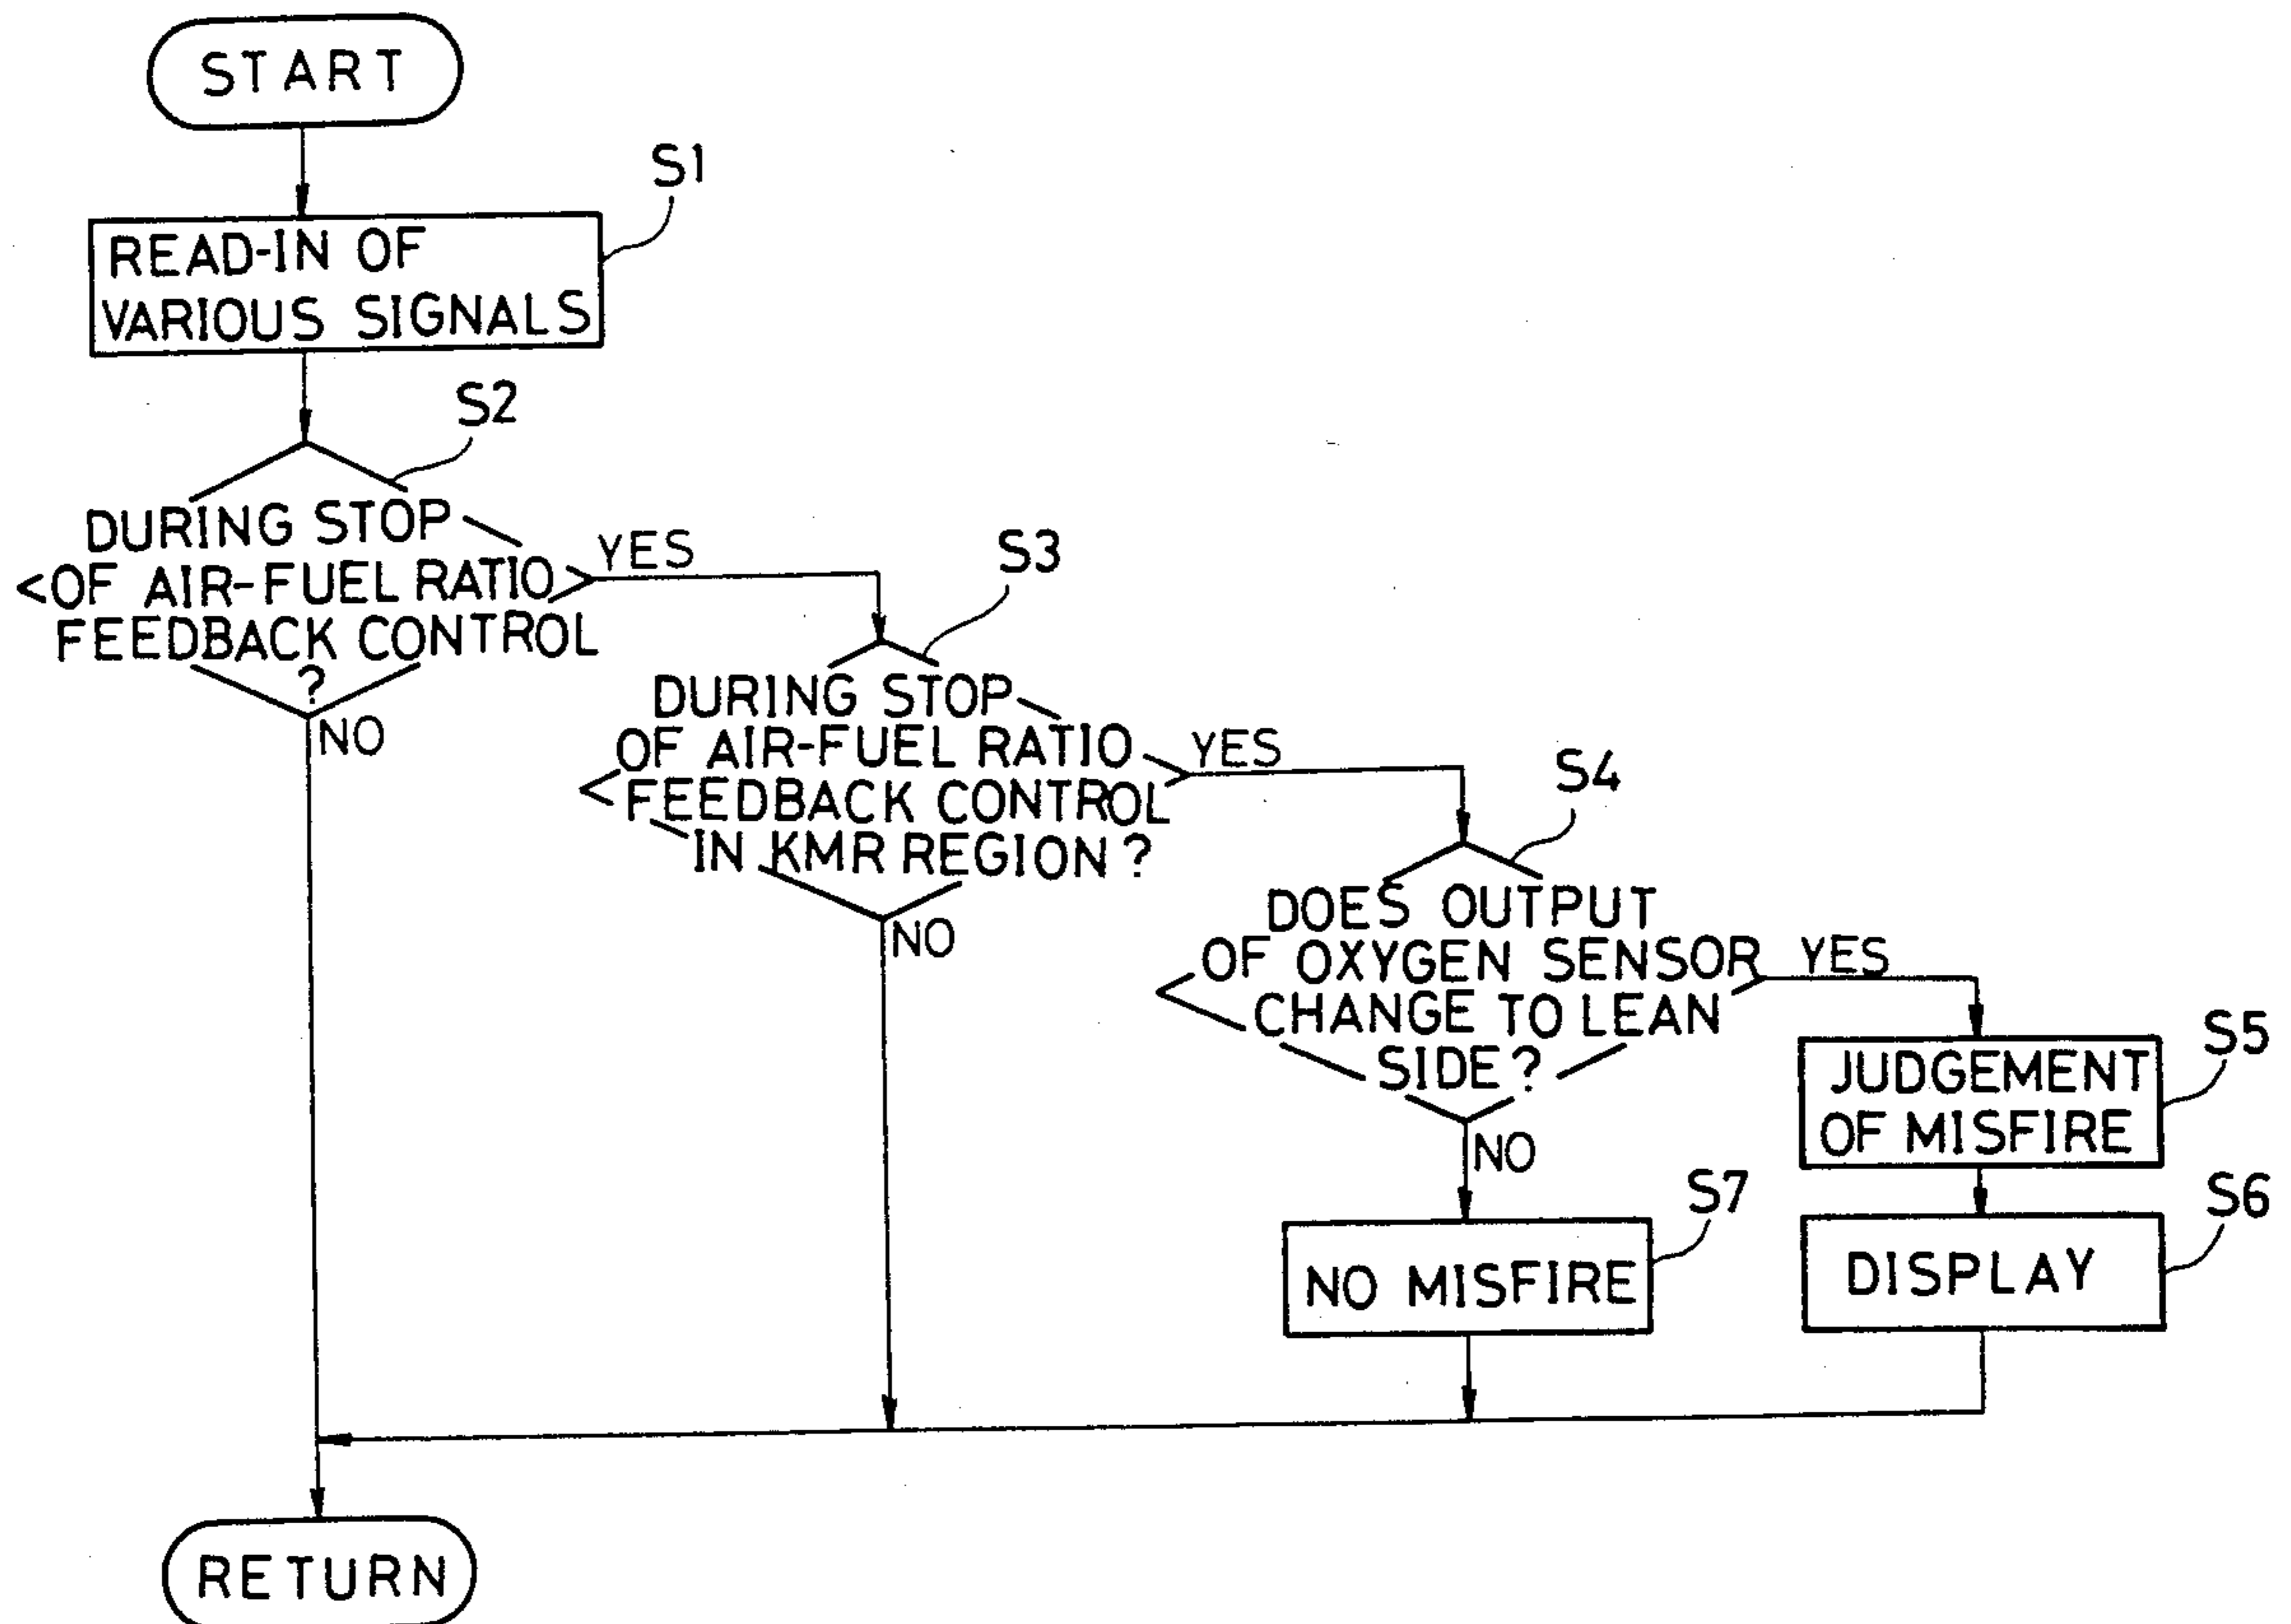 START
S1
READ-IN OF
VARIOUS SIGNALS
S2
DURING STOP
OF AIR-FUEL RATIO
FEEDBACK CONTROL
?
YES
NO
S3
DURING STOP
OF AIR-FUEL RATIO
FEEDBACK CONTROL
IN KMR REGION?
YES
NO
S4
DOES OUTPUT
OF OXYGEN SENSOR
CHANGE TO LEAN
SIDE?
YES
NO
S5
JUDGEMENT
OF MISFIRE
S6
DISPLAY
S7
NO MISFIRE
RETURN